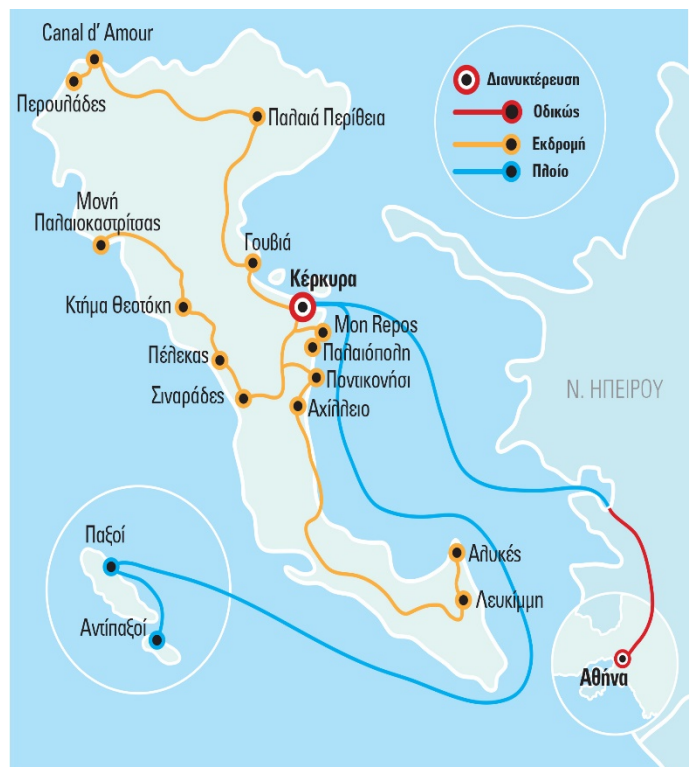 Canal d' Amour
Περουλάδες
Παλαιά Περίθεια
Διανυκτέρευση
Οδικώς
Εκδρομή
Πλοίο
Μονή
Παλαιοκαστρίτσας
Γουβιά
Κέρκυρα
Κτήμα Θεοτόκη
Mon Repos
Παλαιόπολη
Πέλεκας
Ποντικονήσι
Σιναράδες
Αχίλλειο
Ν. ΗΠΕΙΡΟΥ
Παξοί
Αντίπαξοί
Αλυκές
Λευκίμμη
Αθήνα